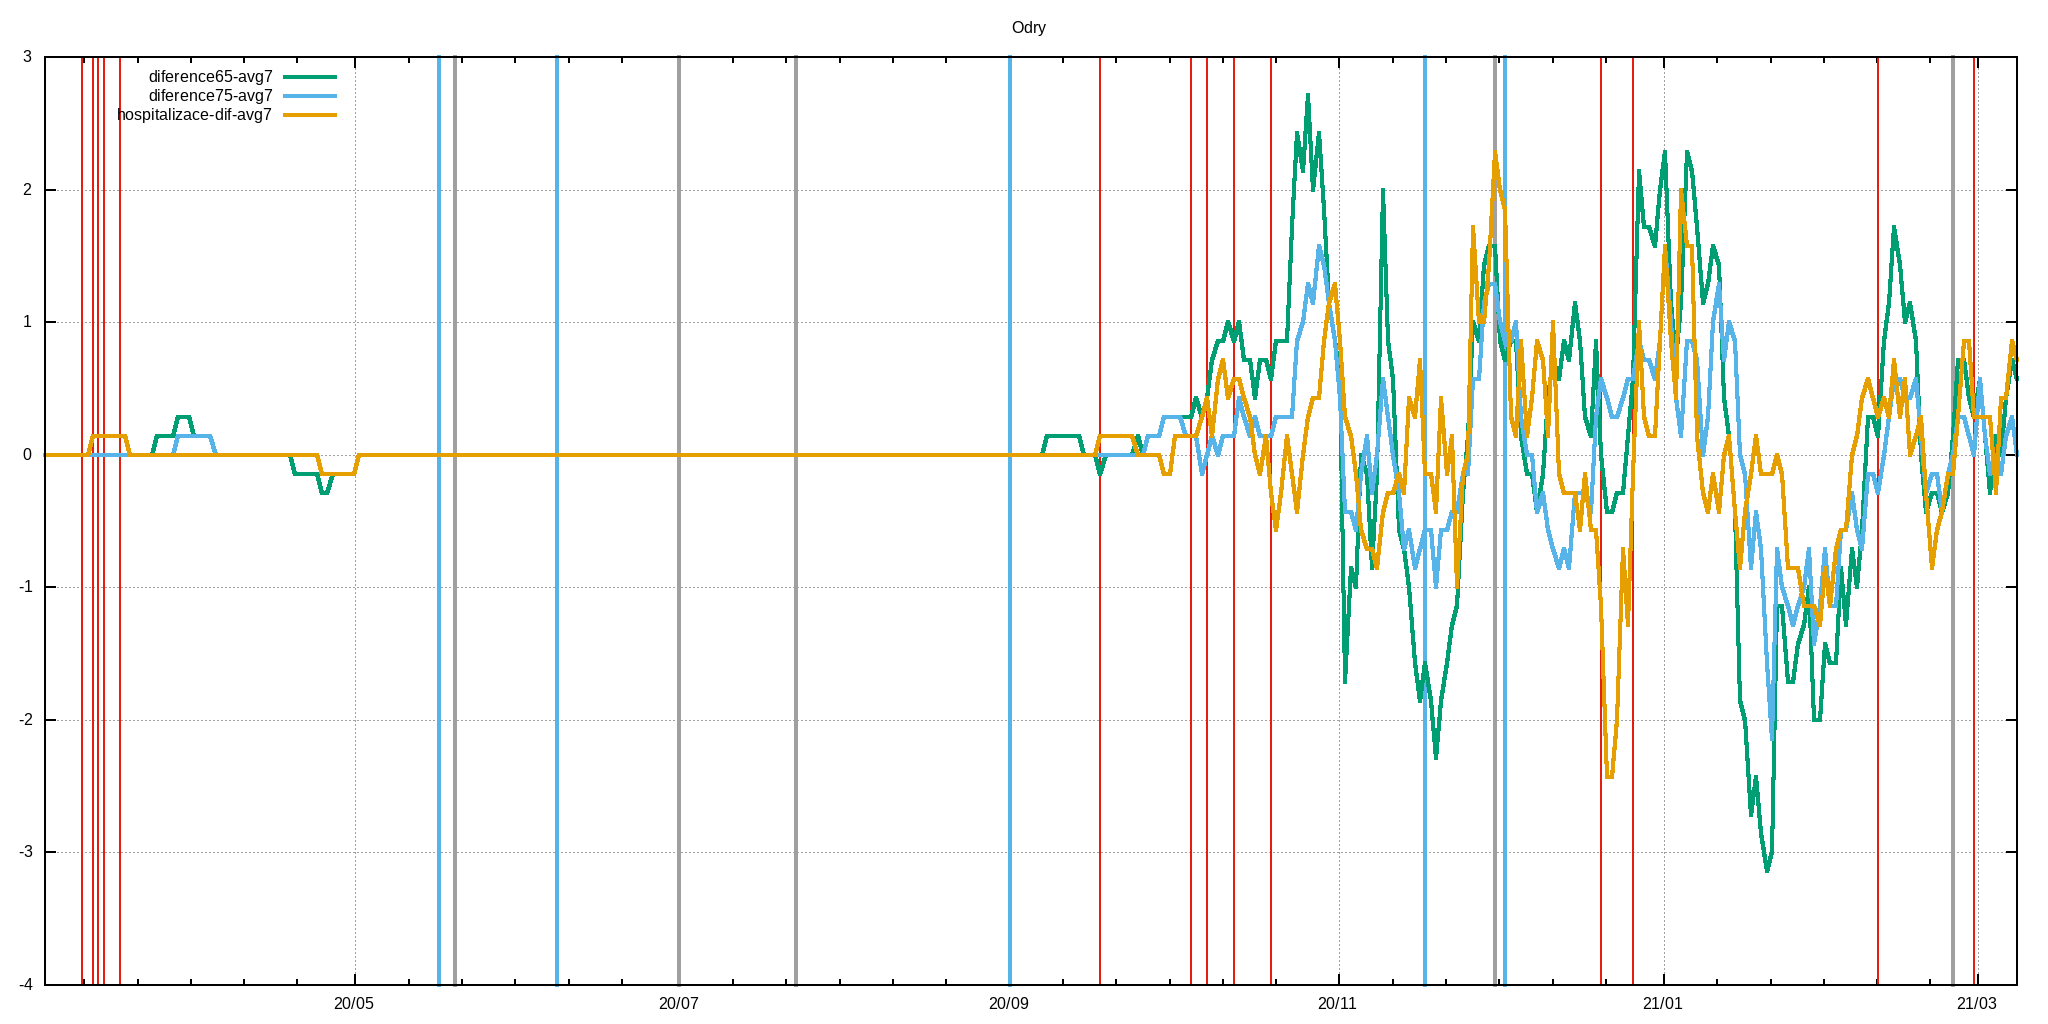 Odry
3
diference65-avg7
diference75-avg7
hospitalizace-dif-avg7
2
1
0
-1
-2
-3
-4
20/05 20/07 20/09 20/11 21/01 21/03